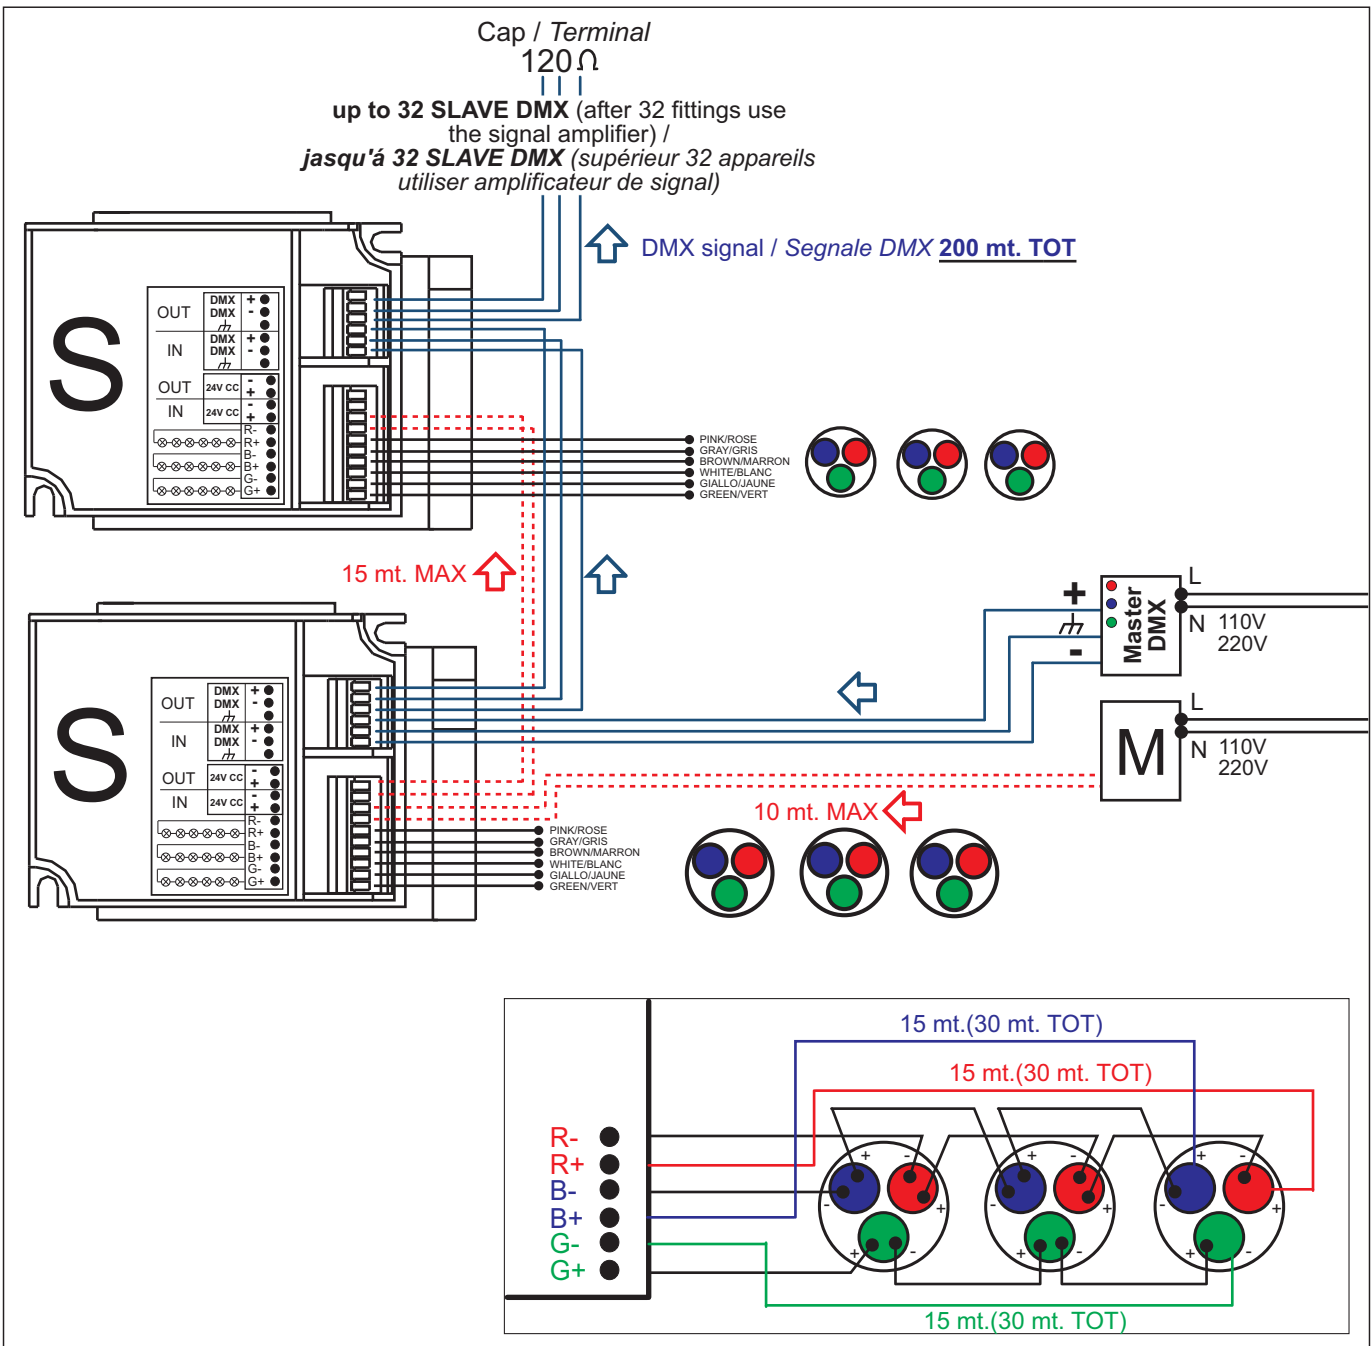 Cap / Terminal
120Ω
up to 32 SLAVE DMX (after 32 fittings use
the signal amplifier) /
jasqu'á 32 SLAVE DMX (supérieur 32 appareils
utiliser amplificateur de signal)
DMX signal / Segnale DMX 200 mt. TOT
S
OUT
DMX +
DMX -
IN
DMX +
DMX -
OUT 24V CC -
+
IN 24V CC -
+
R-
R+
B-
B+
G-
G+
PINK/ROSE
GRAY/GRIS
BROWN/MARRON
WHITE/BLANC
GIALLO/JAUNE
GREEN/VERT
15 mt. MAX
+
-
Master
DMX
L
N 110V
220V
S
OUT
DMX +
DMX -
IN
DMX +
DMX -
OUT 24V CC -
+
IN 24V CC -
+
R-
R+
B-
B+
G-
G+
PINK/ROSE
GRAY/GRIS
BROWN/MARRON
WHITE/BLANC
GIALLO/JAUNE
GREEN/VERT
M
L
N 110V
220V
10 mt. MAX
15 mt.(30 mt. TOT)
15 mt.(30 mt. TOT)
R-
R+
B-
B+
G-
G+
+ - + - + -
- + - + - +
+ - + - + -
15 mt.(30 mt. TOT)